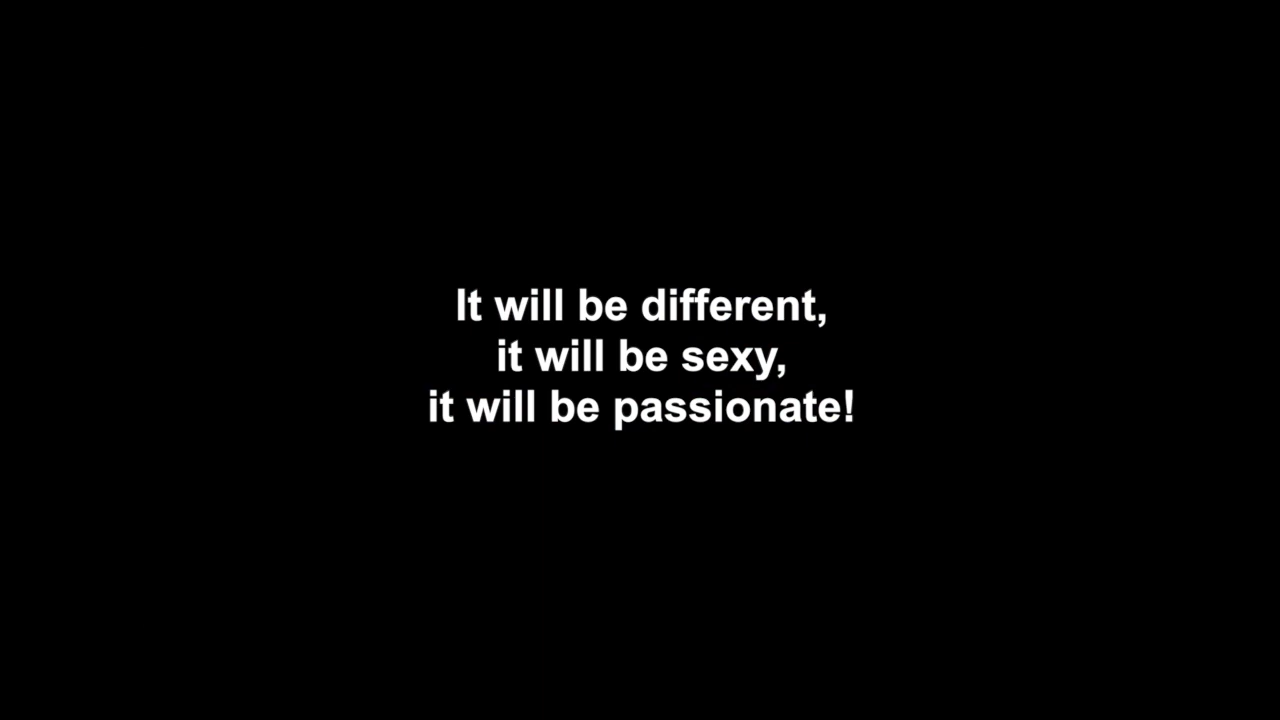 It will be different,
it will be sexy,
it will be passionate!